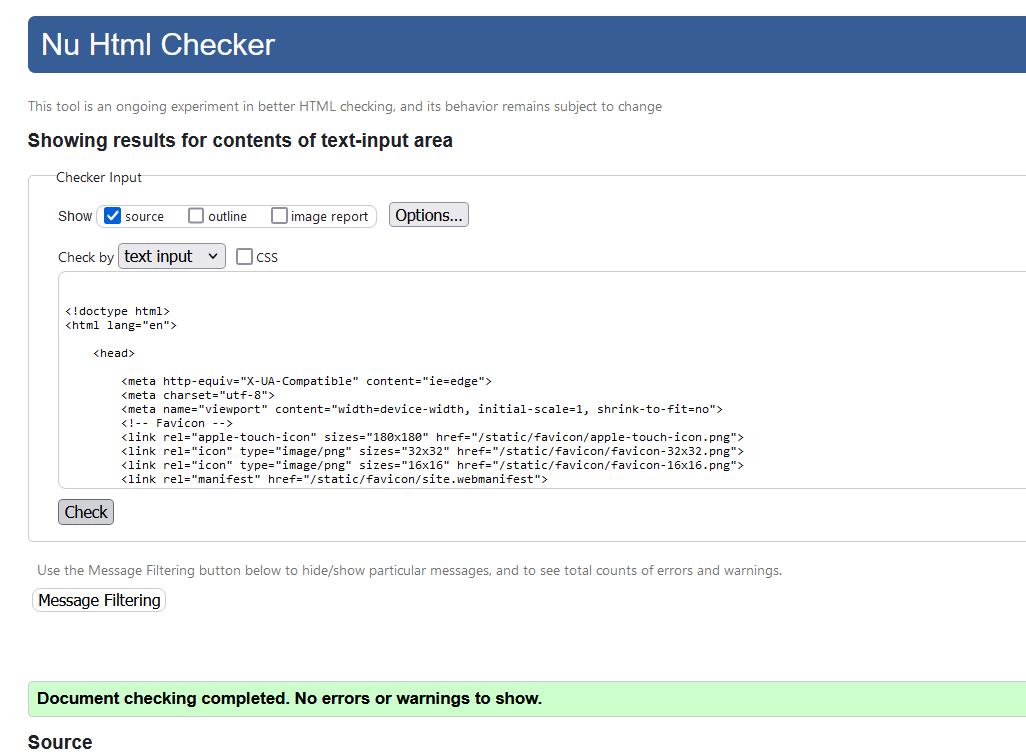 Nu Html Checker
This tool is an ongoing experiment in better HTML checking, and its behavior remains subject to change
Showing results for contents of text-input area
Checker Input
Show source outline image report Options...
Check by text input CSS
<!doctype html>
<html lang="en">
<head>
<meta http-equiv="X-UA-Compatible" content="ie=edge">
<meta charset="utf-8">
<meta name="viewport" content="width=device-width, initial-scale=1, shrink-to-fit=no">
<!-- Favicon -->
<link rel="apple-touch-icon" sizes="180x180" href="/static/favicon/apple-touch-icon.png">
<link rel="icon" type="image/png" sizes="32x32" href="/static/favicon/favicon-32x32.png">
<link rel="icon" type="image/png" sizes="16x16" href="/static/favicon/favicon-16x16.png">
<link rel="manifest" href="/static/favicon/site.webmanifest">
Check
Use the Message Filtering button below to hide/show particular messages, and to see total counts of errors and warnings.
Message Filtering
Document checking completed. No errors or warnings to show.
Source